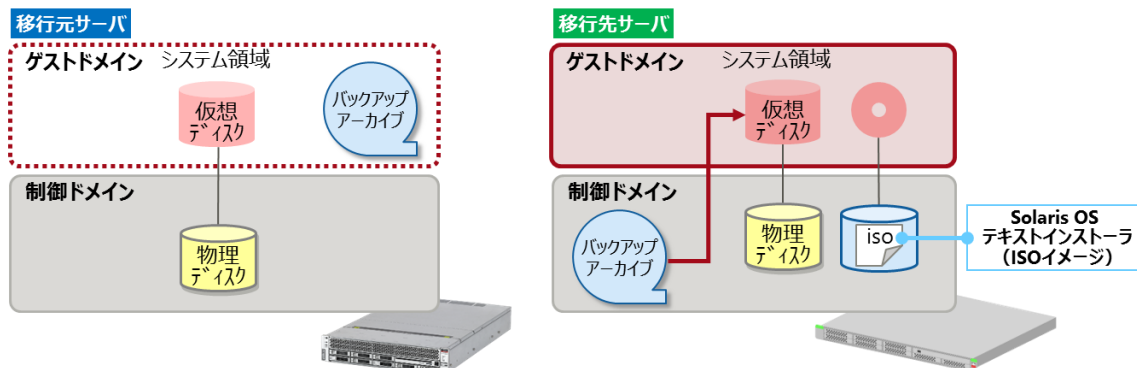 移行元サーバ
ゲストドメイン
システム領域
仮想
ディスク
バックアップ
アーカイブ
制御ドメイン
物理
ディスク
移行先サーバ
ゲストドメイン
システム領域
仮想
ディスク
制御ドメイン
バックアップ
アーカイブ
物理
ディスク
iso
Solaris OS
テキストインストーラ
（ISOイメージ）